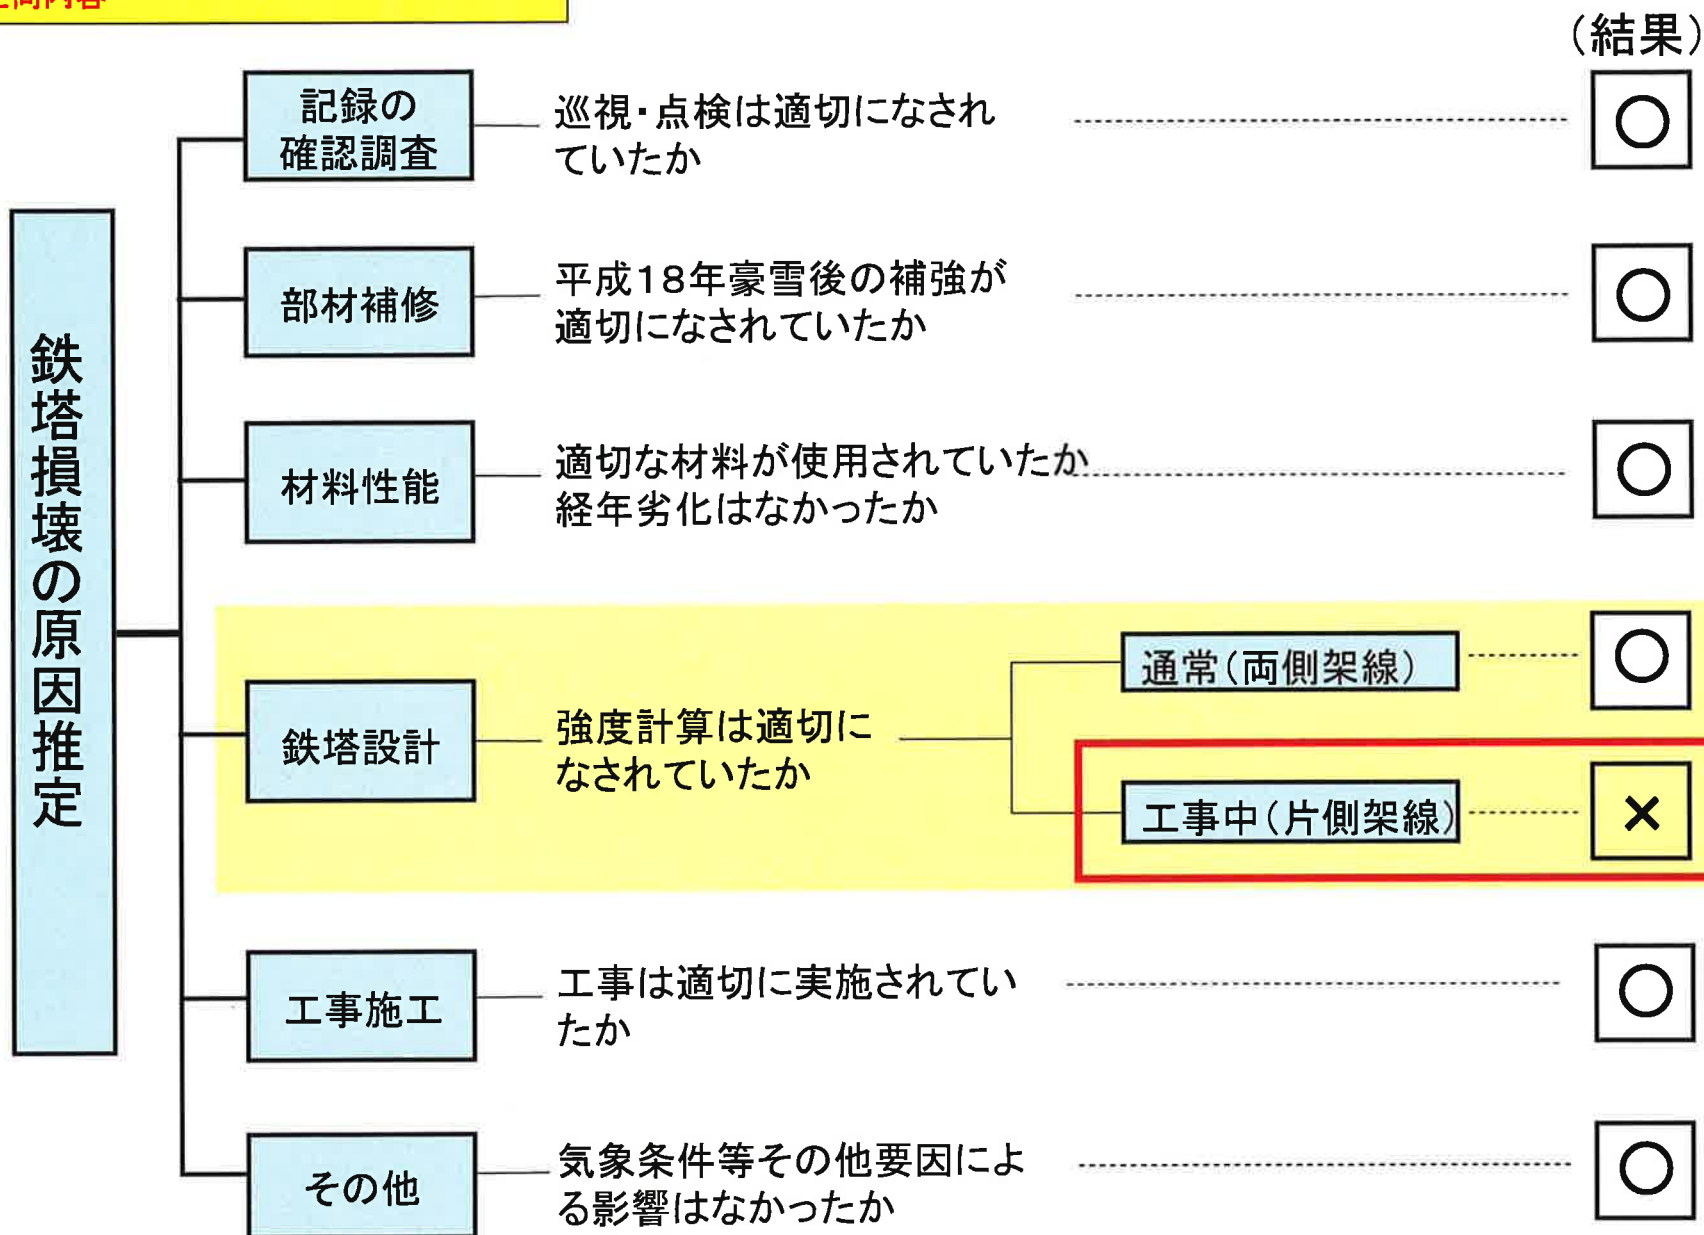 (結果)
記録の
確認調査
巡視・点検は適切になされ
ていたか
○
部材補修
平成18年豪雪後の補強が
適切になされていたか
○
材料性能
適切な材料が使用されていたか
経年劣化はなかったか
○
鉄塔損壊の原因推定
鉄塔設計
強度計算は適切に
なされていたか
通常(両側架線)
○
工事中(片側架線)
×
工事施工
工事は適切に実施されてい
たか
○
その他
気象条件等その他要因によ
る影響はなかったか
○